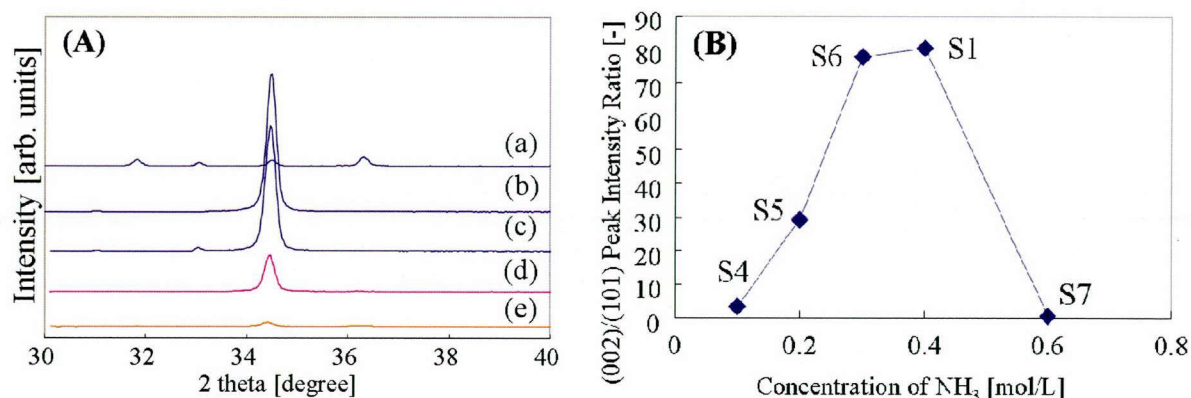 (A)
Intensity [arb. units]
(a)
(b)
(c)
(d)
(e)
30 32 34 36 38 40
2 theta [degree]
(B)
(002)/(101) Peak Intensity Ratio [-]
90
80
70
60
50
40
30
20
10
0
S6
S1
S5
S4
S7
0 0.2 0.4 0.6 0.8
Concentration of NH₃ [mol/L]